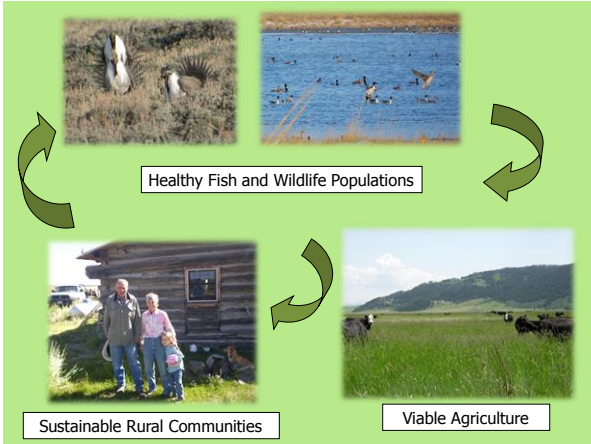 Healthy Fish and Wildlife Populations
Sustainable Rural Communities
Viable Agriculture